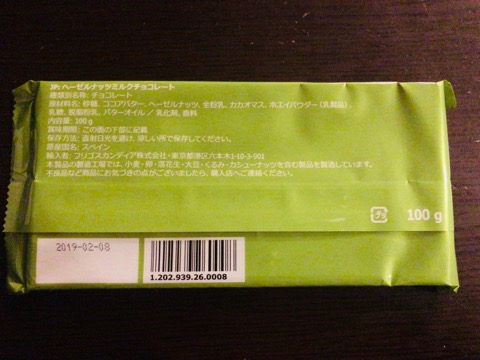 JP: ヘーゼルナッツミルクチョコレート
種類別名称: チョコレート
原材料名: 砂糖, ココアバター, ヘーゼルナッツ, 全粉乳, カカオマス, ホエイパウダー (乳製品),
乳糖, 脱脂粉乳, バターオイル / 乳化剤, 香料
内容量: 100 g
賞味期限: この面の下部に記載
保存方法: 直射日光を避け、涼しい所で保存してください。
原産国名: スペイン
輸入者: フリゴスカンディア株式会社・東京都港区六本木1-10-3-901
本製品の製造工場では, 小麦・卵・落花生・大豆・くるみ・カシューナッツを含む製品を製造しています。
不良品など商品にお気づきの点がございましたら、購入店へご連絡ください。
プラ 100 g
2019-02-08
1.202.939.26.0008